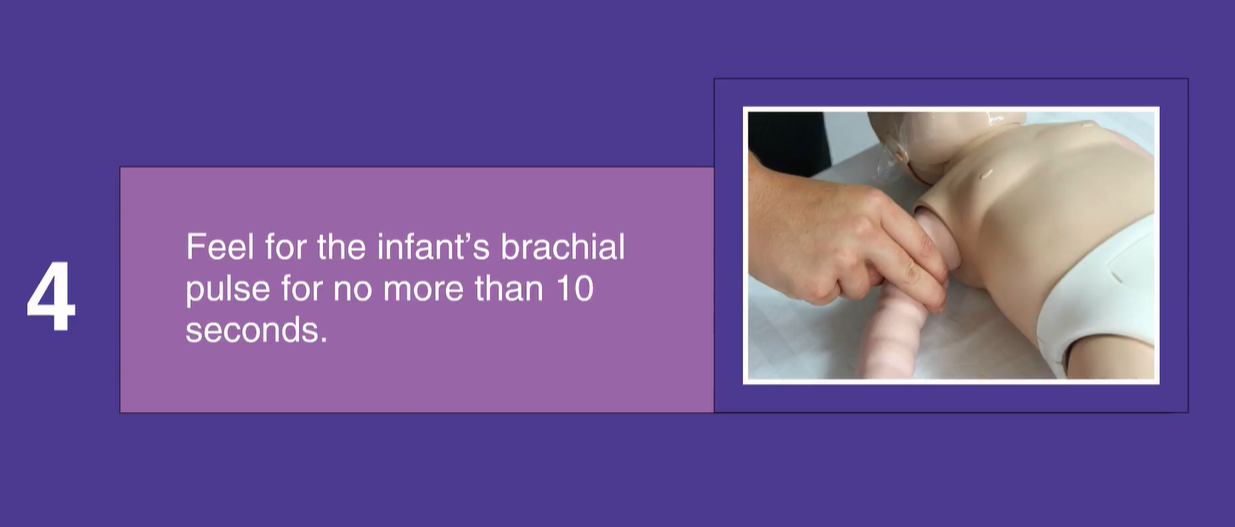 4
Feel for the infant’s brachial
pulse for no more than 10
seconds.